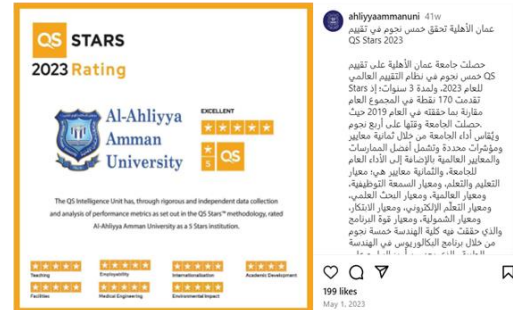 QS STARS
2023 Rating
Al-Ahliyya
Amman
University
EXCELLENT
5 QS
The QS Intelligence Unit has, through rigorous and independent data collection
and analysis of performance metrics as set out in the QS Stars™ methodology, rated
Al-Ahliyya Amman University as a 5 Stars institution.
Teaching
Employability
Internationalisation
Academic Development
Facilities
Medical Engineering
Environmental Impact
ahliyyaammanuni 41w
عمان الأهلية تحقق خمس نجوم في تقييم
QS Stars 2023
حصلت جامعة عمان الأهلية على تقييم
خمس نجوم في نظام التقييم العالمي QS
Stars للعام 2023، ولمدة 3 سنوات؛ إذ
تقدمت 170 نقطة في المجموع العام
مقارنة بما حققته في العام 2019 حيث
حصلت الجامعة وقتها على أربع نجوم.
ويُقاس أداء الجامعة من خلال ثمانية معايير
ومؤشرات محددة وتشمل أفضل الممارسات
والمعايير العالمية بالإضافة إلى الأداء العام
للجامعة، والثمانية معايير هي؛ معيار
التعليم والتعلم، ومعيار السمعة التوظيفية،
ومعيار العالمية، ومعيار البحث العلمي،
ومعيار التعلّم الإلكتروني، ومعيار الابتكار،
ومعيار الشمولية، ومعيار قوة البرنامج
والذي حققت فيه كلية الهندسة خمسة نجوم
من خلال برنامج البكالوريوس في الهندسة
199 likes
May 1, 2023